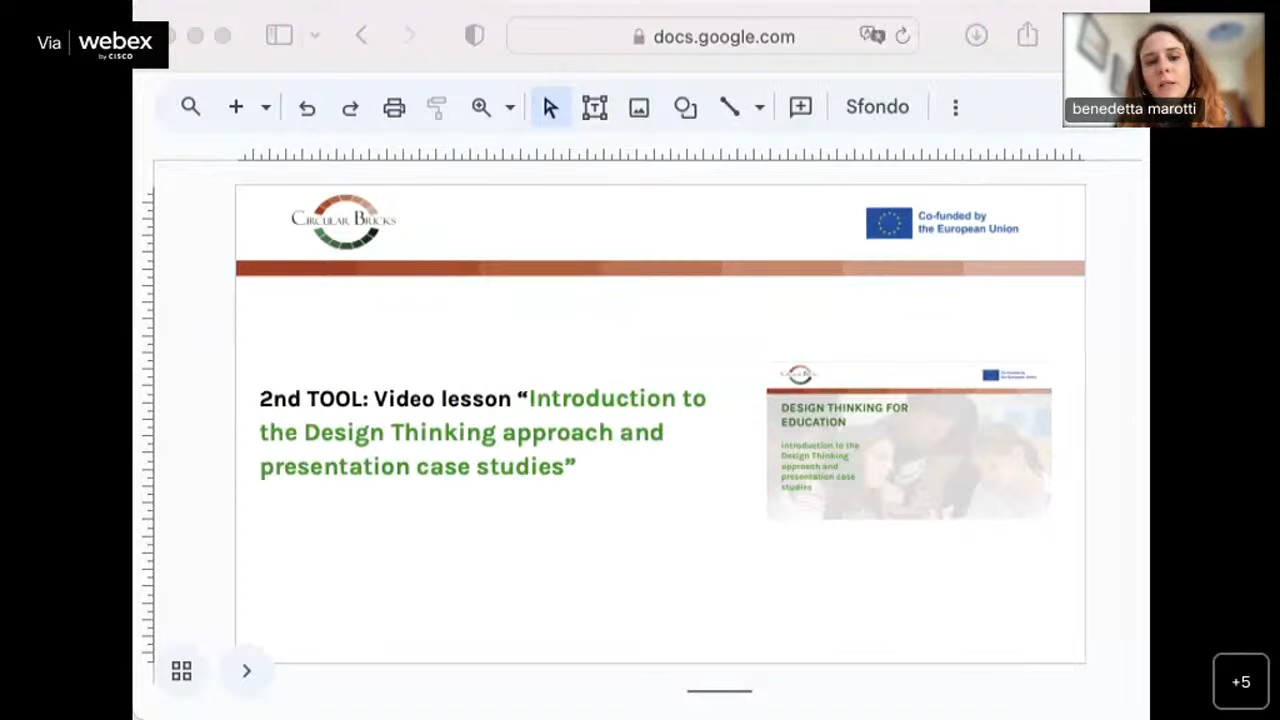 Via webex
by CISCO
docs.google.com
benedetta marotti
Sfondo
CIRCULAR BRICKS
Co-funded by
the European Union
2nd TOOL: Video lesson “Introduction to
the Design Thinking approach and
presentation case studies”
DESIGN THINKING FOR
EDUCATION
Introduction to the
Design Thinking
approach and
presentation case
studies
+5